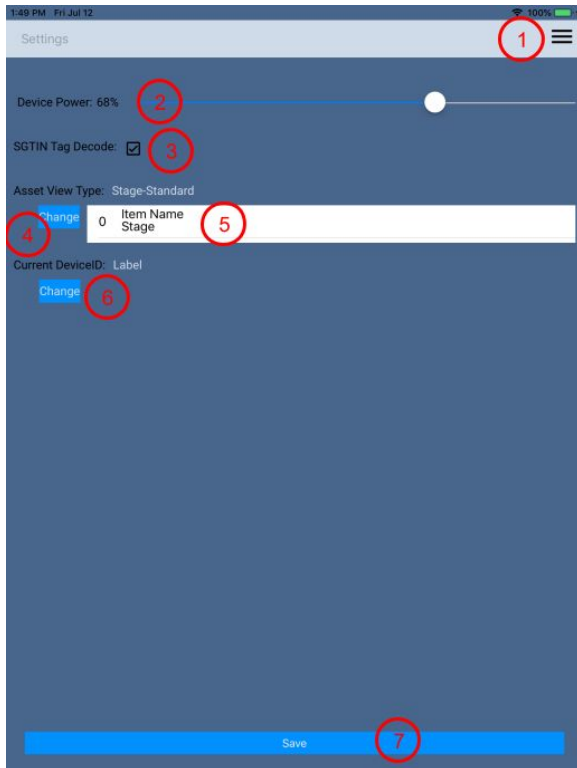 1:49 PM Fri Jul 12 100%
Settings 1
Device Power: 68% 2
SGTIN Tag Decode: 3
Asset View Type: Stage-Standard
Change 0 Item Name
Stage 5
4
Current DeviceID: Label
Change 6
Save 7